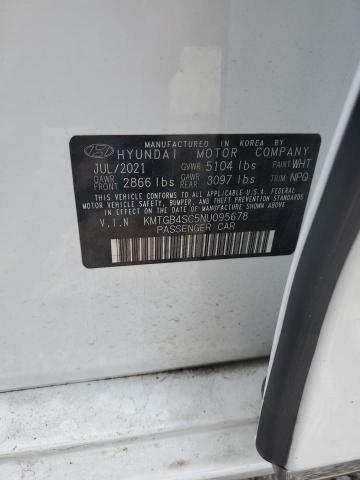 MANUFACTURED IN KOREA BY
HYUNDAI MOTOR COMPANY
JUL/2021 GVWR 5104 lbs PAINT WHT
GAWR FRONT 2866 lbs GAWR REAR 3097 lbs TRIM NPQ
THIS VEHICLE CONFORMS TO ALL APPLICABLE U.S.A. FEDERAL
MOTOR VEHICLE SAFETY, BUMPER, AND THEFT PREVENTION
STANDARDS IN EFFECT ON THE DATE OF MANUFACTURE SHOWN ABOVE.
V.I.N KMTGB4SC5NU095678
PASSENGER CAR